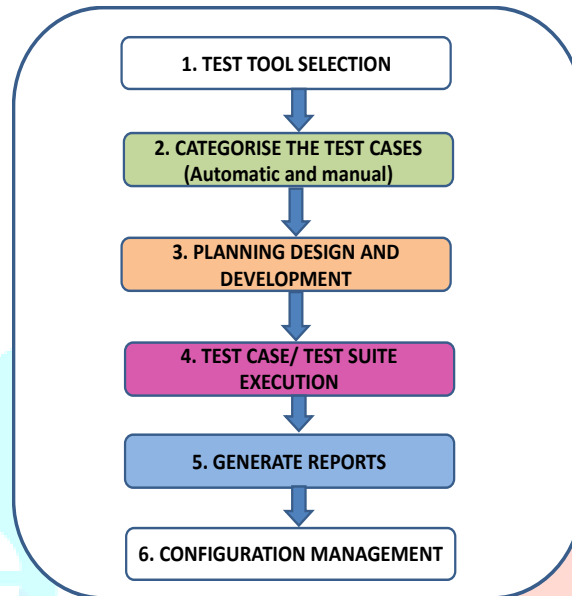 1. TEST TOOL SELECTION
2. CATEGORISE THE TEST CASES
(Automatic and manual)
3. PLANNING DESIGN AND
DEVELOPMENT
4. TEST CASE/ TEST SUITE
EXECUTION
5. GENERATE REPORTS
6. CONFIGURATION MANAGEMENT